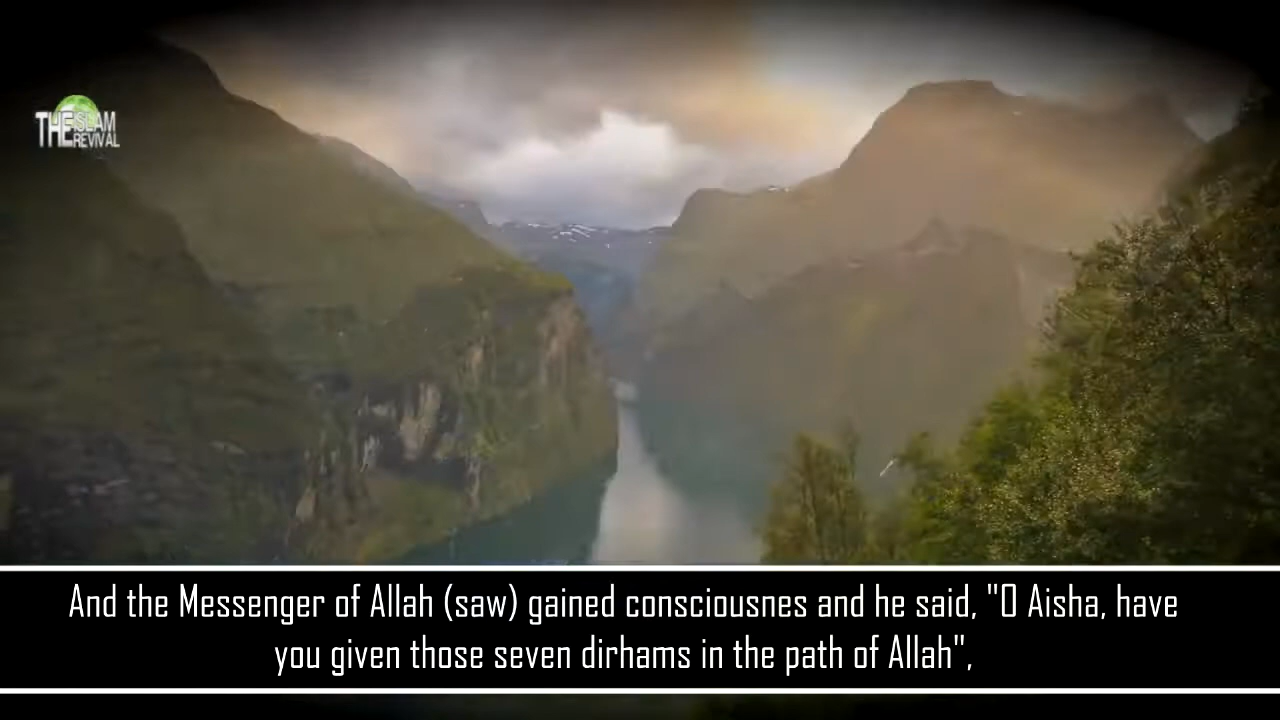 THE ISLAM
REVIVAL
And the Messenger of Allah (saw) gained consciousnes and he said, "O Aisha, have
you given those seven dirhams in the path of Allah",